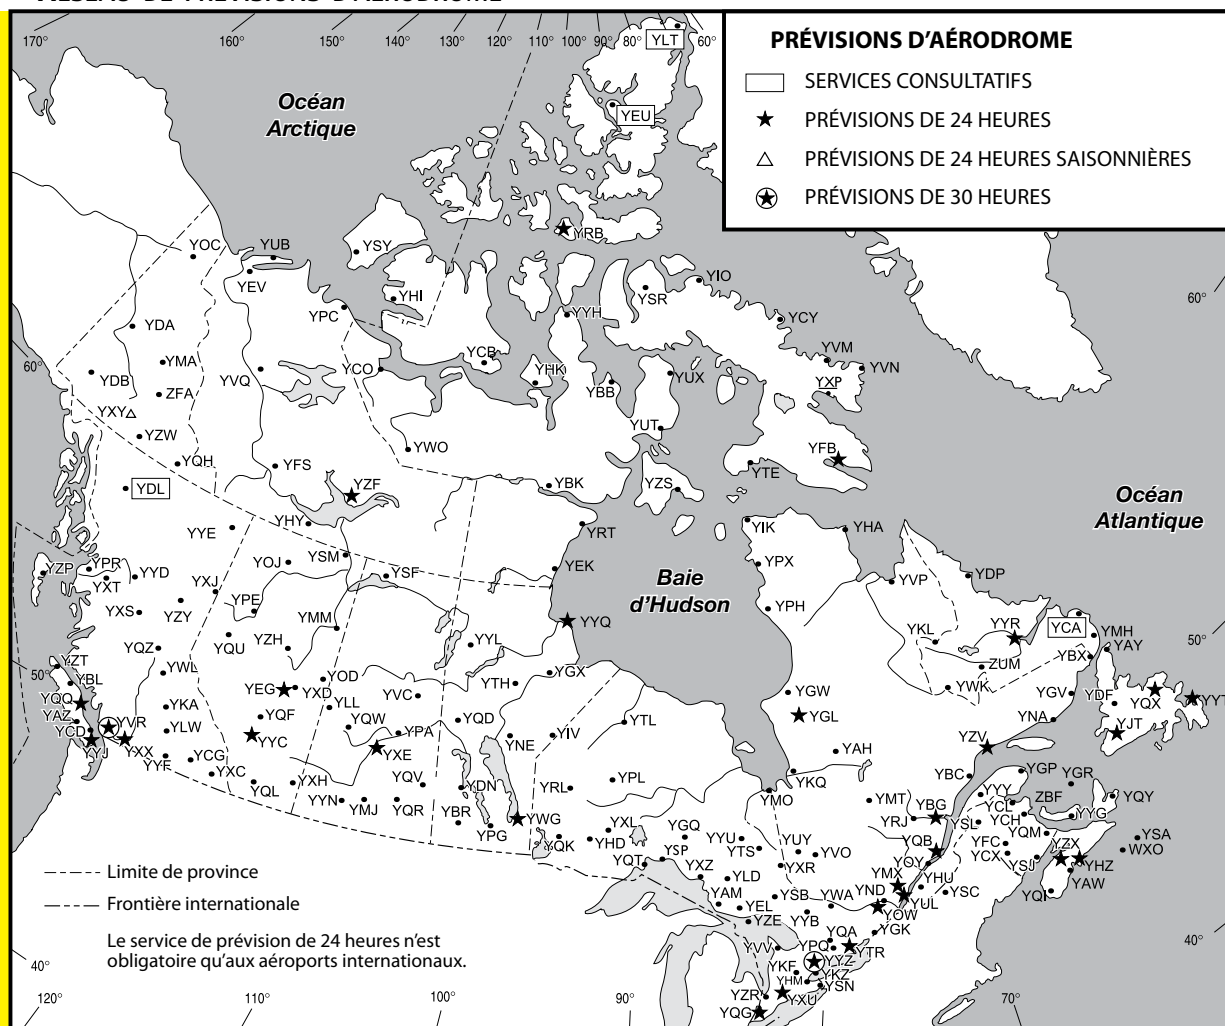 RÉSEAU DE PRÉVISIONS D'AÉRODROME
170°
160°
150°
140°
130°
120°
110°
100°
90°
80°
YLT
60°
PRÉVISIONS D'AÉRODROME
SERVICES CONSULTATIFS
PRÉVISIONS DE 24 HEURES
PRÉVISIONS DE 24 HEURES SAISONNIÈRES
PRÉVISIONS DE 30 HEURES
Océan
Arctique
YEU
YRB
YOC
YUB
YSY
YEV
YHI
YPC
YIO
YSR
YYH
YCY
60°
YDA
YMA
YVQ
YCO
YCB
YHK
YBB
YUX
YVM
YVN
YXP
60°
YDB
ZFA
YXY
YZW
YQH
YFS
YWO
YUT
YFB
YTE
YDL
YZF
YBK
YZS
Océan
Atlantique
YYE
YHY
YRT
YIK
YHA
YZP
YPR
YXT
YYD
YXJ
YOJ
YSM
YSF
YEK
Baie
d'Hudson
YPX
YVP
YDP
YXS
YZY
YPE
YMM
YYQ
YPH
YKL
YYR
YCA
YMH
YAY
50°
YQZ
YQU
YZH
YYL
ZUM
YBX
50°
YZT
YBL
YWL
YEG
YXD
YOD
YLL
YVC
YTH
YGX
YGW
YWK
YGV
YDF
YQX
YYT
YQQ
YAZ
YCD
YVR
YKA
YQF
YQW
YPA
YQD
YTL
YGL
YNA
YJT
YYJ
YXX
YLW
YYC
YXE
YNE
YIV
YAH
YZV
YYF
YCG
YXC
YQL
YXH
YQV
YDN
YRL
YPL
YKQ
YBC
YGP
YGR
YYN
YMJ
YQR
YBR
YPG
YWG
YMO
YMT
YBG
YYY
YCL
ZBF
YQY
YQK
YXL
YHD
YGQ
YYU
YTS
YUY
YVO
YRJ
YSL
YCH
YYG
YQM
YSA
YQT
YSP
YXZ
YLD
YXR
YQB
YOY
YFC
YCX
YSJ
YZX
YHZ
WXO
YAM
YEL
YSB
YWA
YMX
YND
YHU
YUL
YSC
YQI
YAW
YZE
YYB
YOW
YGK
YVV
YPQ
YQA
YTR
YYZ
YKF
YKZ
YHM
YSN
YZR
YXU
YQG
Limite de province
Frontière internationale
Le service de prévision de 24 heures n'est
obligatoire qu'aux aéroports internationaux.
40°
40°
120°
110°
100°
90°
70°